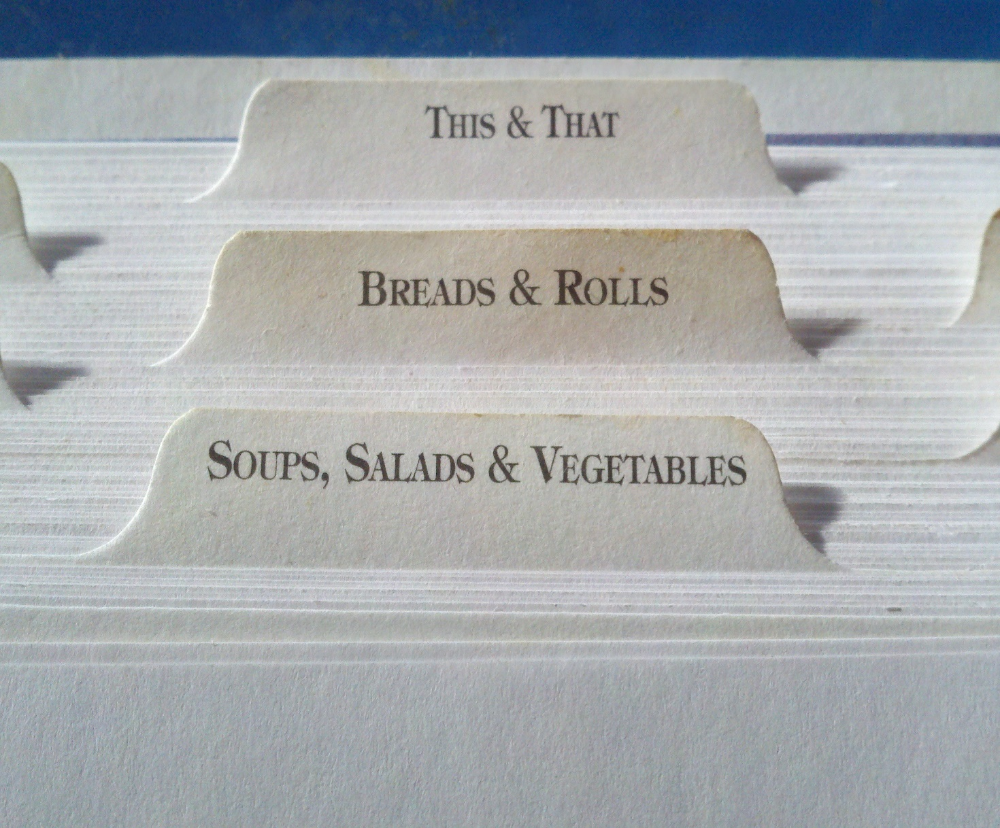 THIS & THAT
BREADS & ROLLS
SOUPS, SALADS & VEGETABLES